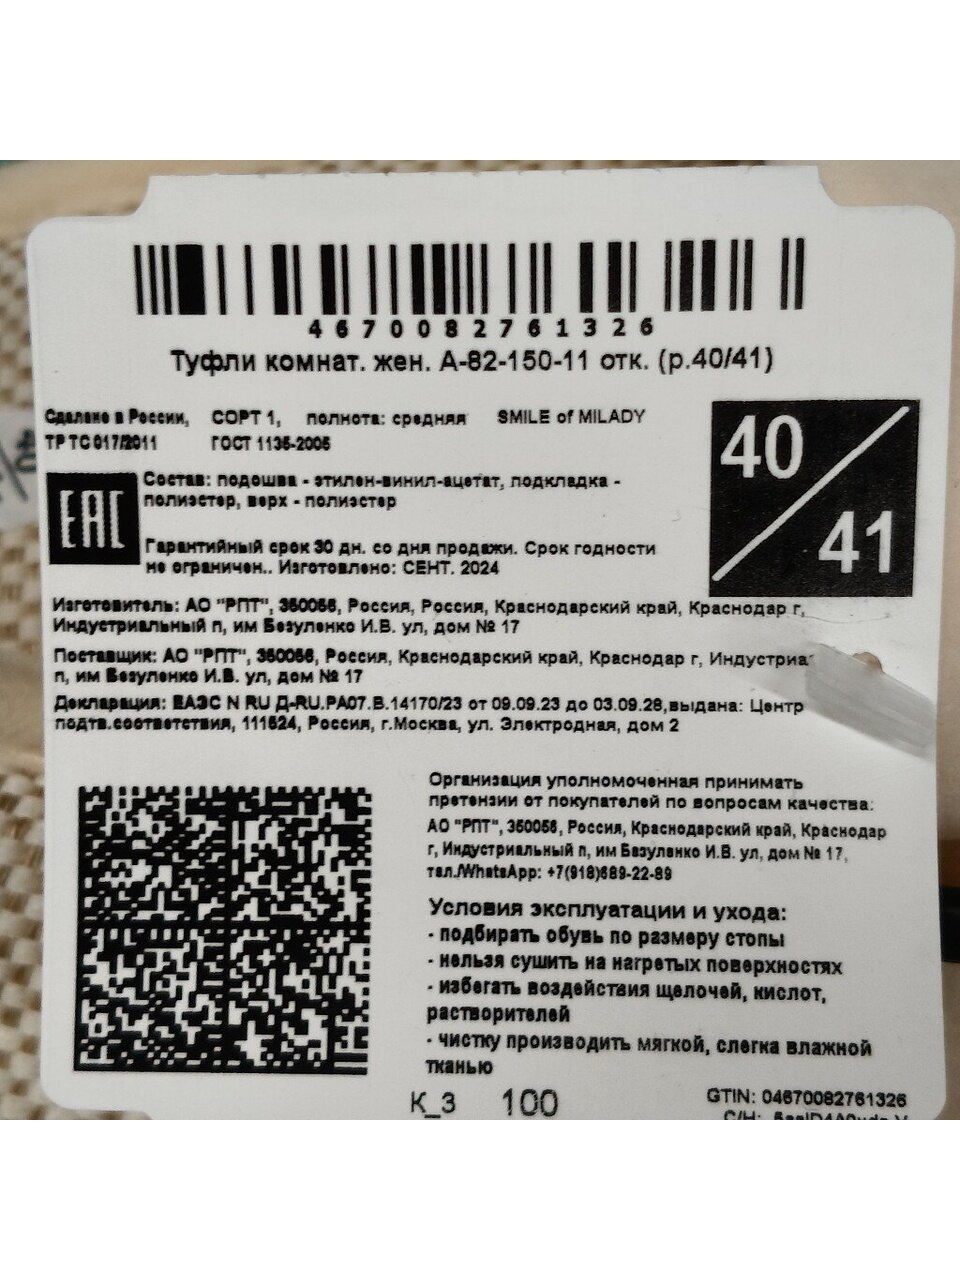 4670082761326
Туфли комнат. жен. А-82-150-11 отк. (р.40/41)
Сделано в России, СОРТ 1, полнота: средняя SMILE of MILADY
ТР ТС 017/2011 ГОСТ 1135-2005
40
41
EAC
Состав: подошва - этилен-винил-ацетат, подкладка -
полиэстер, верх - полиэстер
Гарантийный срок 30 дн. со дня продажи. Срок годности
не ограничен.. Изготовлено: СЕНТ. 2024
Изготовитель: АО "РПТ", 350056, Россия, Россия, Краснодарский край, Краснодар г,
Индустриальный п, им Безуленко И.В. ул, дом № 17
Поставщик: АО "РПТ", 350056, Россия, Краснодарский край, Краснодар г, Индустриа
п, им Безуленко И.В. ул, дом № 17
Декларация: ЕАЭС N RU Д-RU.РА07.В.14170/23 от 09.09.23 до 03.09.28,выдана: Центр
подтв.соответствия, 111524, Россия, г.Москва, ул. Электродная, дом 2
Организация уполномоченная принимать
претензии от покупателей по вопросам качества:
АО "РПТ", 350056, Россия, Краснодарский край, Краснодар
г, Индустриальный п, им Безуленко И.В. ул, дом № 17,
тел./WhatsApp: +7(918)689-22-89
Условия эксплуатации и ухода:
- подбирать обувь по размеру стопы
- нельзя сушить на нагретых поверхностях
- избегать воздействия щелочей, кислот,
растворителей
- чистку производить мягкой, слегка влажной
тканью
К_3 100
GTIN: 04670082761326
С/Н: